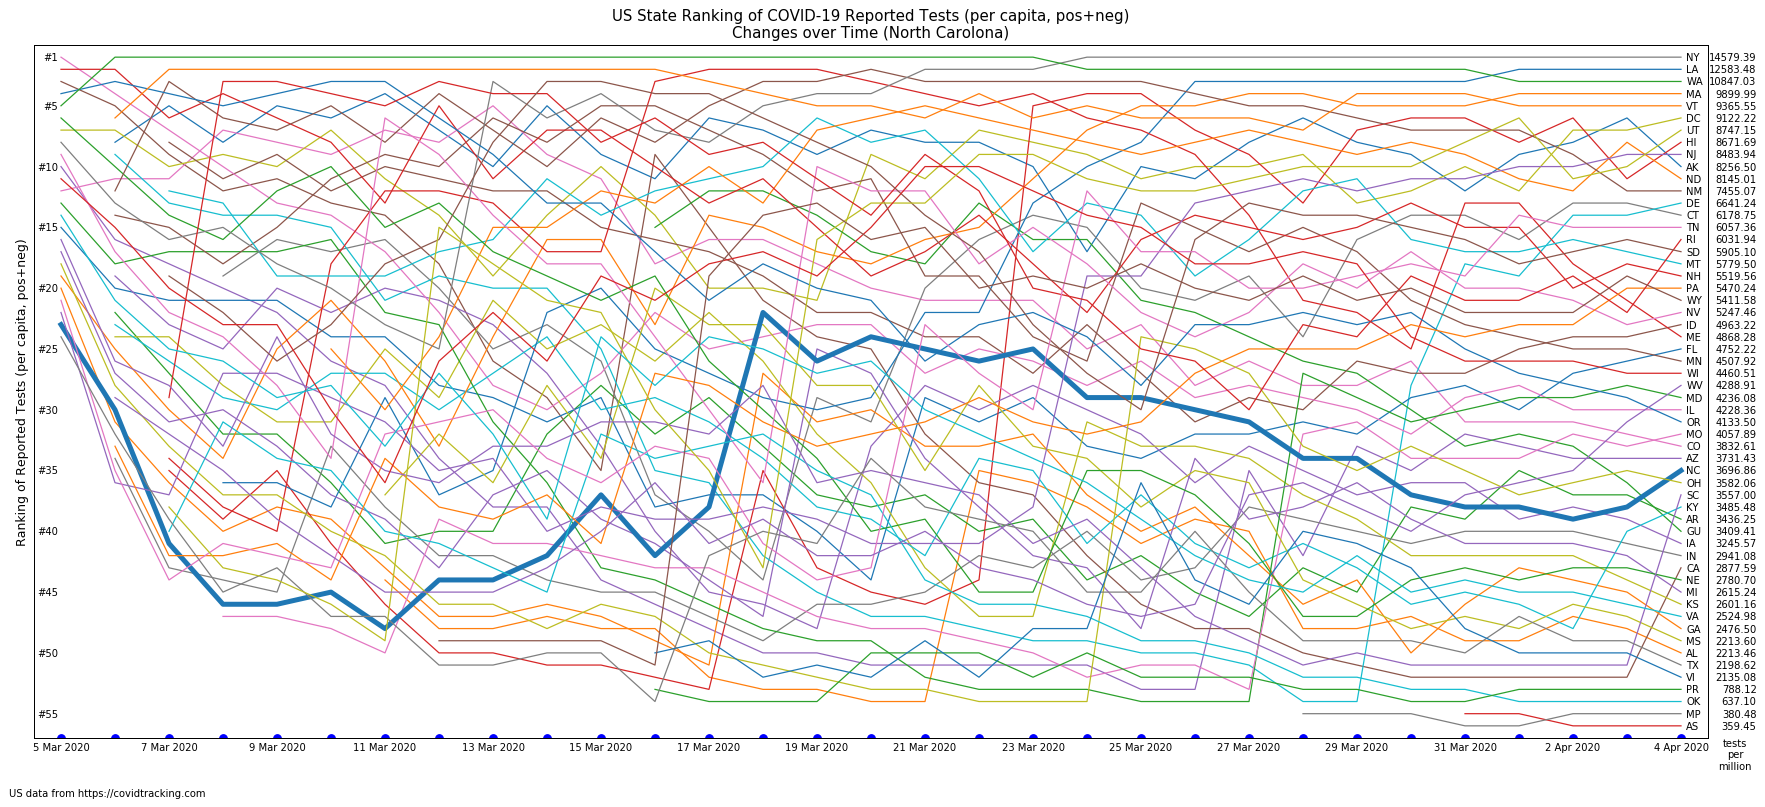 US State Ranking of COVID-19 Reported Tests (per capita, pos+neg)
Changes over Time (North Carolona)
Ranking of Reported Tests (per capita, pos+neg)
#1
#5
#10
#15
#20
#25
#30
#35
#40
#45
#50
#55
NY 14579.39
LA 12583.48
WA 10847.03
MA 9899.99
VT 9365.55
DC 9122.22
UT 8747.15
HI 8671.69
NJ 8483.94
AK 8256.50
ND 8145.01
NM 7455.07
DE 6641.24
CT 6178.75
TN 6057.36
RI 6031.94
SD 5905.10
MT 5779.50
NH 5519.56
PA 5470.24
WY 5411.58
NV 5247.46
ID 4963.22
ME 4868.28
FL 4752.22
MN 4507.92
WI 4460.51
WV 4288.91
MD 4236.08
IL 4228.36
OR 4133.50
MO 4057.89
CO 3832.61
AZ 3731.43
NC 3696.86
OH 3582.06
SC 3557.00
KY 3485.48
AR 3436.25
GU 3409.41
IA 3245.57
IN 2941.08
CA 2877.59
NE 2780.70
MI 2615.24
KS 2601.16
VA 2524.98
GA 2476.50
MS 2213.60
AL 2213.46
TX 2198.62
VI 2135.08
PR 788.12
OK 637.10
MP 380.48
AS 359.45
5 Mar 2020 7 Mar 2020 9 Mar 2020 11 Mar 2020 13 Mar 2020 15 Mar 2020 17 Mar 2020 19 Mar 2020 21 Mar 2020 23 Mar 2020 25 Mar 2020 27 Mar 2020 29 Mar 2020 31 Mar 2020 2 Apr 2020 4 Apr 2020
tests
per
million
US data from https://covidtracking.com